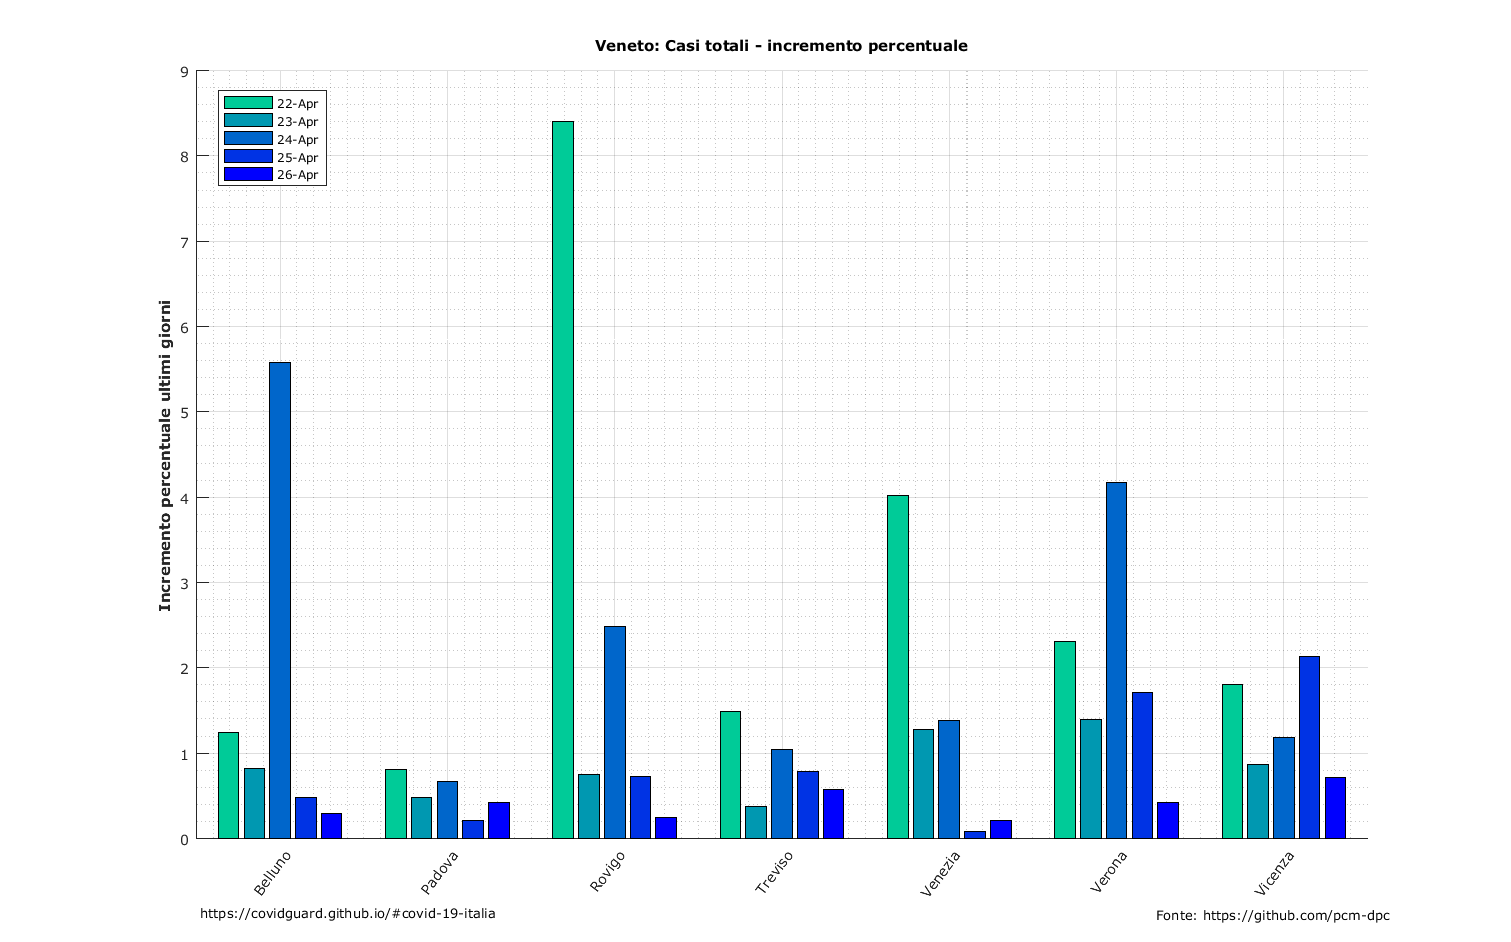 Veneto: Casi totali - incremento percentuale
9
8
7
6
5
4
3
2
1
0
Incremento percentuale ultimi giorni
22-Apr
23-Apr
24-Apr
25-Apr
26-Apr
Belluno
Padova
Rovigo
Treviso
Venezia
Verona
Vicenza
https://covidguard.github.io/#covid-19-italia
Fonte: https://github.com/pcm-dpc